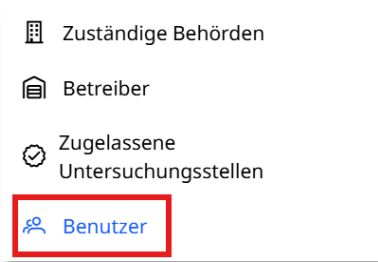 Zuständige Behörden
Betreiber
Zugelassene
Untersuchungsstellen
Benutzer